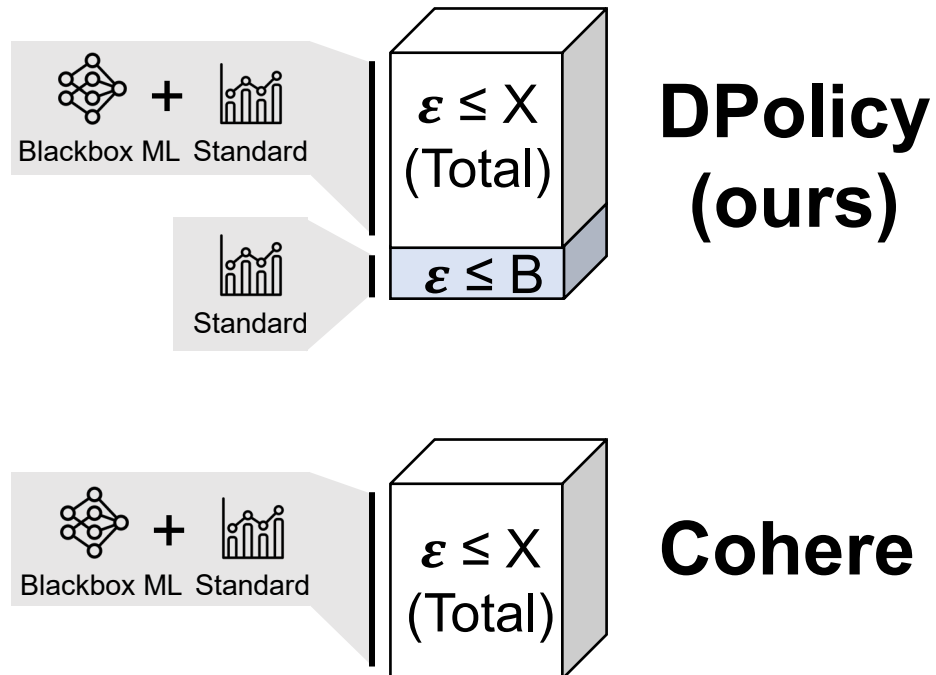 Blackbox ML + Standard
ε ≤ X
(Total)
DPolicy
(ours)
Standard
ε ≤ B
Blackbox ML + Standard
ε ≤ X
(Total)
Cohere